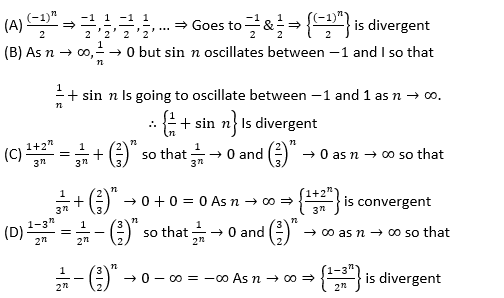 (A) (-1)ⁿ/2 ⇒ -1/2, 1/2, -1/2, 1/2, ... ⇒ Goes to -1/2 & 1/2 ⇒ {(-1)ⁿ/2} is divergent
(B) As n → ∞, 1/n → 0 but sin n oscillates between −1 and I so that
1/n + sin n Is going to oscillate between −1 and 1 as n → ∞.
∴ {1/n + sin n} Is divergent
(C) (1+2ⁿ)/3ⁿ = 1/3ⁿ + (2/3)ⁿ so that 1/3ⁿ → 0 and (2/3)ⁿ → 0 as n → ∞ so that
1/3ⁿ + (2/3)ⁿ → 0 + 0 = 0 As n → ∞ ⇒ {(1+2ⁿ)/3ⁿ} is convergent
(D) (1−3ⁿ)/2ⁿ = 1/2ⁿ − (3/2)ⁿ so that 1/2ⁿ → 0 and (3/2)ⁿ → ∞ as n → ∞ so that
1/2ⁿ − (3/2)ⁿ → 0 − ∞ = −∞ As n → ∞ ⇒ {(1−3ⁿ)/2ⁿ} is divergent